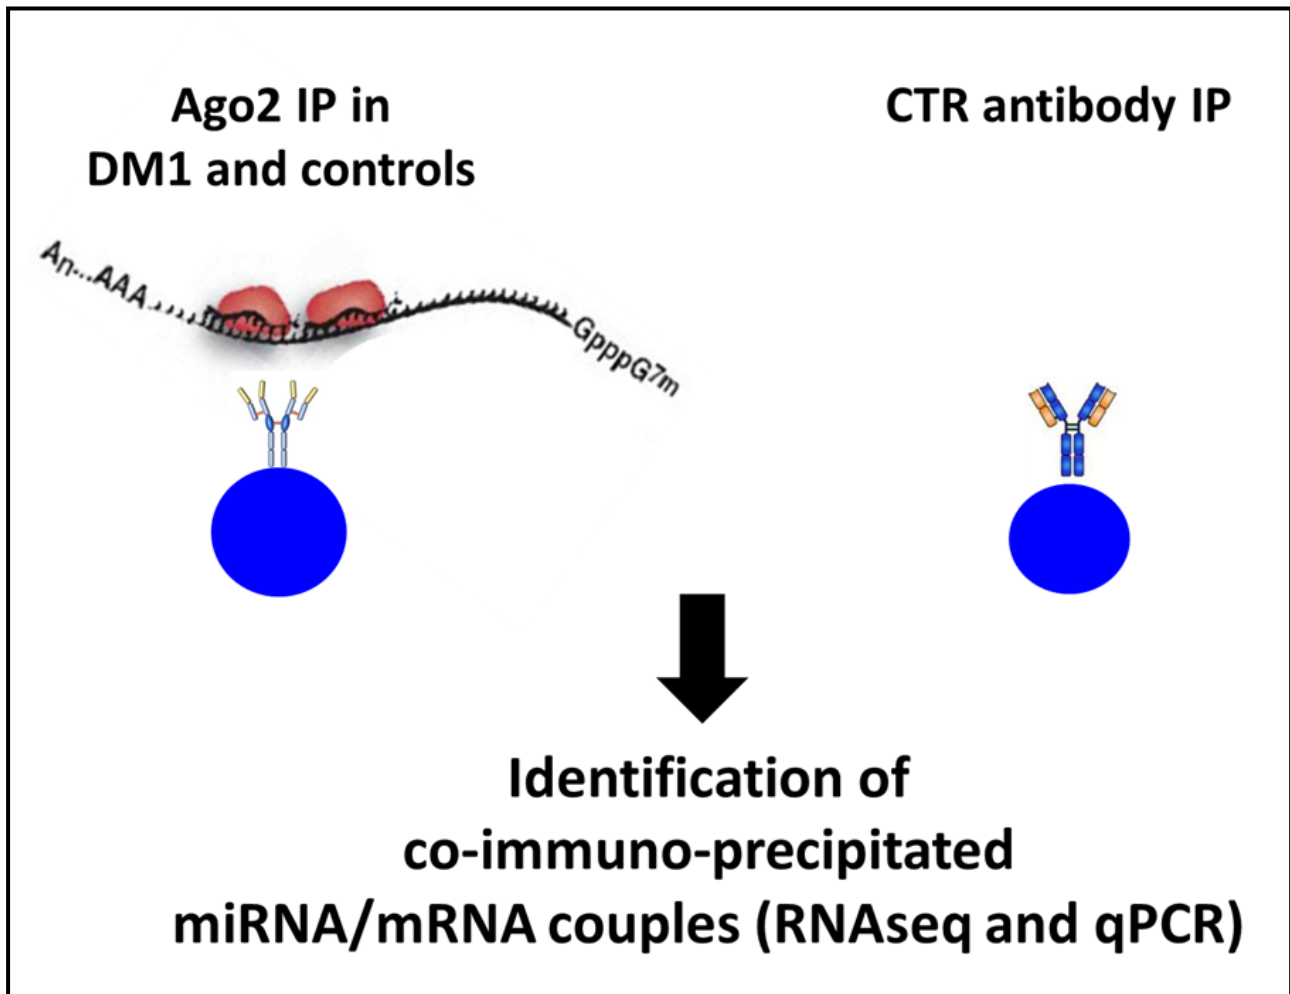 Ago2 IP in
DM1 and controls
CTR antibody IP
An...AAA
GpppG7m
Identification of
co-immuno-precipitated
miRNA/mRNA couples (RNAseq and qPCR)